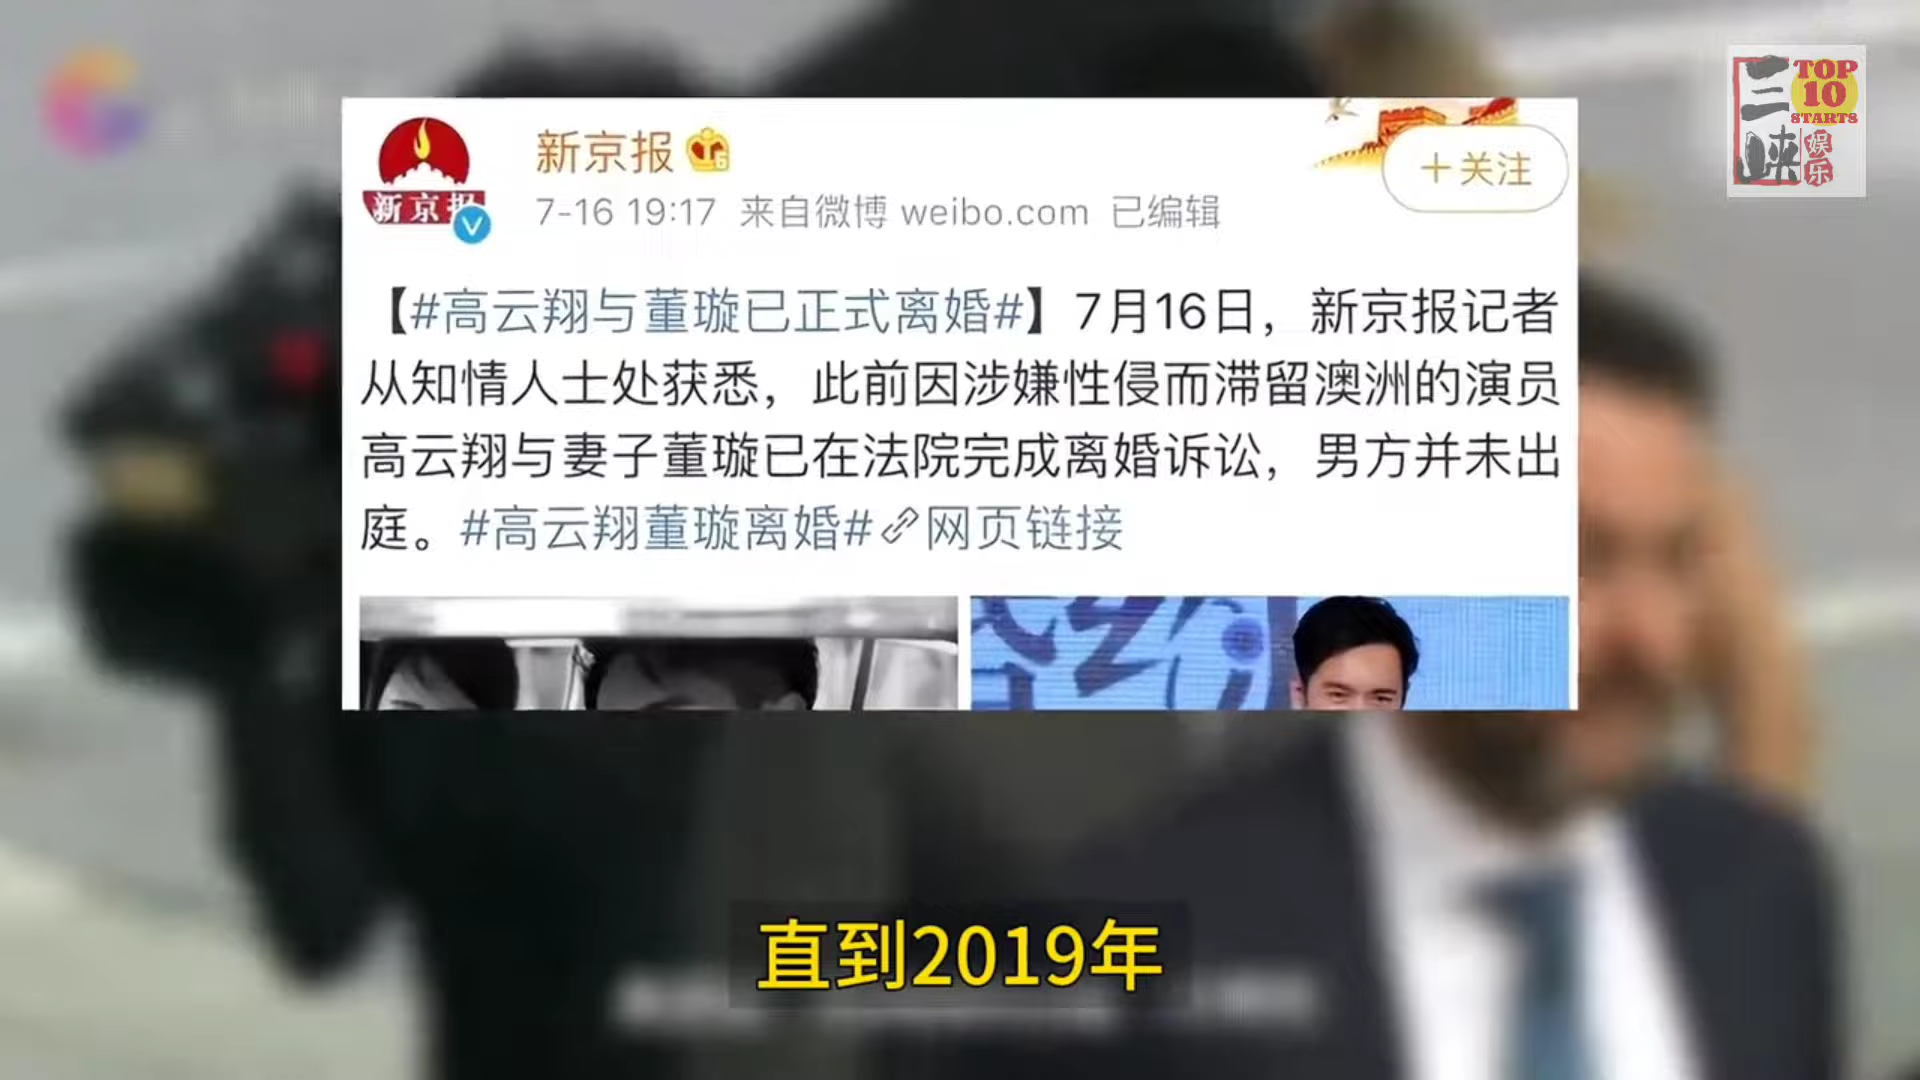 新京报
7-16 19:17 来自微博 weibo.com 已编辑
+关注
新京报
V
【#高云翔与董璇已正式离婚#】7月16日，新京报记者
从知情人士处获悉，此前因涉嫌性侵而滞留澳洲的演员
高云翔与妻子董璇已在法院完成离婚诉讼，男方并未出
庭。#高云翔董璇离婚#网页链接
三峡娱乐
TOP
10
STARTS
直到2019年